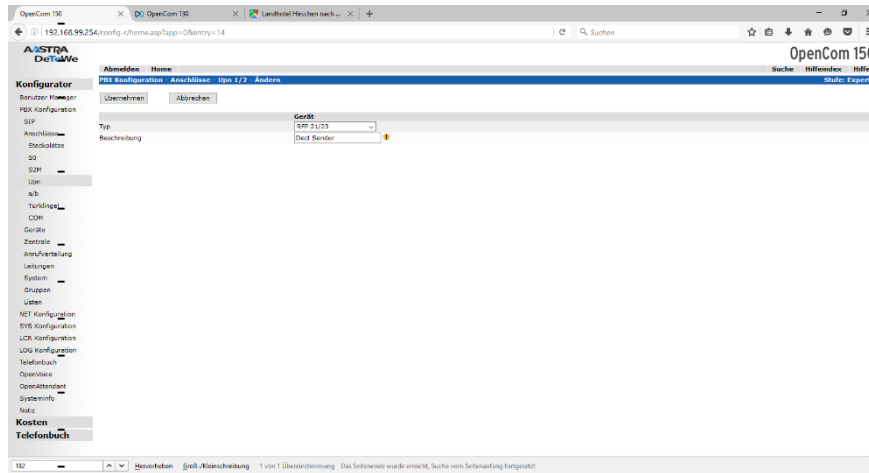 OpenCom 150
OpenCom 130
Landhotel Hirschen nach ...
192.168.99.254/config-r/home.asp?app=0&entry=14
Suchen
AASTRA
DeTeWe
OpenCom 150
Abmelden Home
Suche Hilfeindex Hilfe
PBX Konfiguration - Anschlüsse - Upn 1/2 - Ändern
Stufe: Expert
Konfigurator
Benutzer Manager
PBX Konfiguration
SIP
Anschlüsse
Steckplätze
S0
S2M
Upn
a/b
Türklingel
COM
Geräte
Zentrale
Anrufverteilung
Leitungen
System
Gruppen
Listen
NET Konfiguration
SYS Konfiguration
LCR Konfiguration
LOG Konfiguration
Telefonbuch
OpenVoice
OpenAttendant
Systeminfo
Notiz
Kosten
Telefonbuch
Übernehmen Abbrechen
Gerät
Typ RFP 21/23
Beschreibung Dect Sender
182
Hervorheben Groß-/Kleinschreibung 1 von 1 Übereinstimmung Das Seitenende wurde erreicht, Suche vom Seitenanfang fortgesetzt